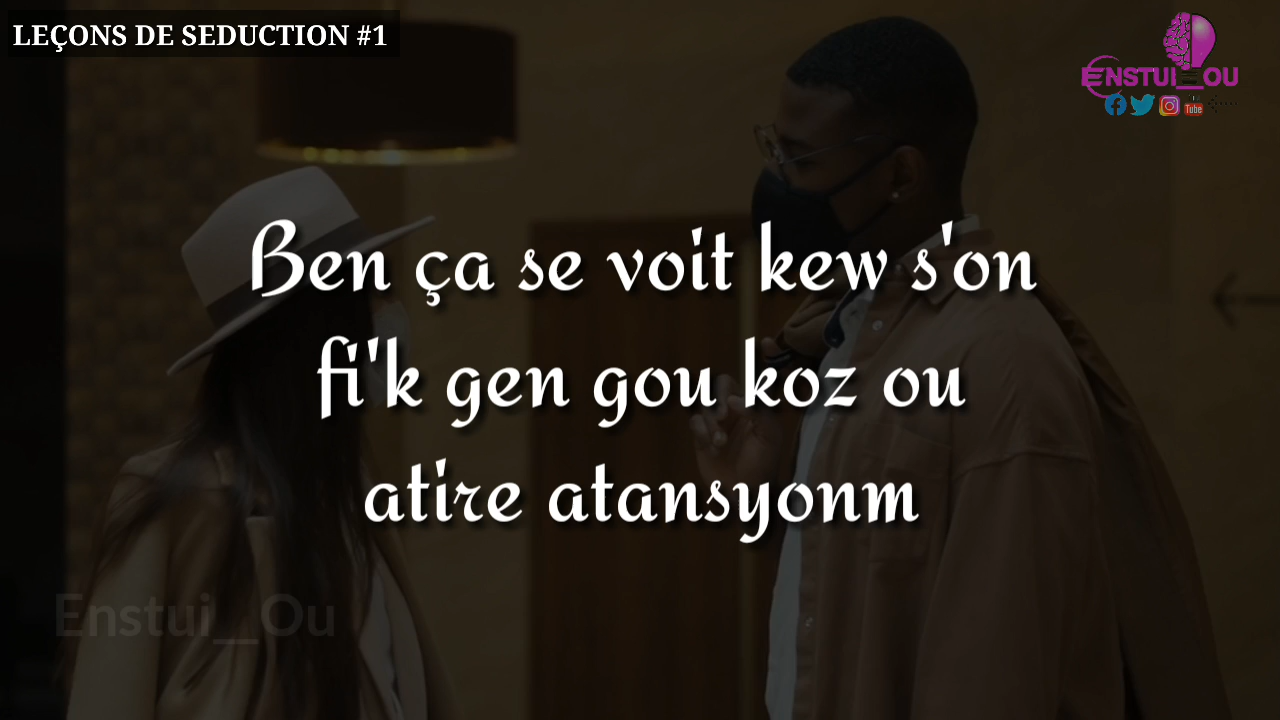 LEÇONS DE SEDUCTION #1
ENSTUI_OU
Tube
Ben ça se voit kew s'on
fi'k gen gou koz ou
atire atansyonm
Enstui_Ou